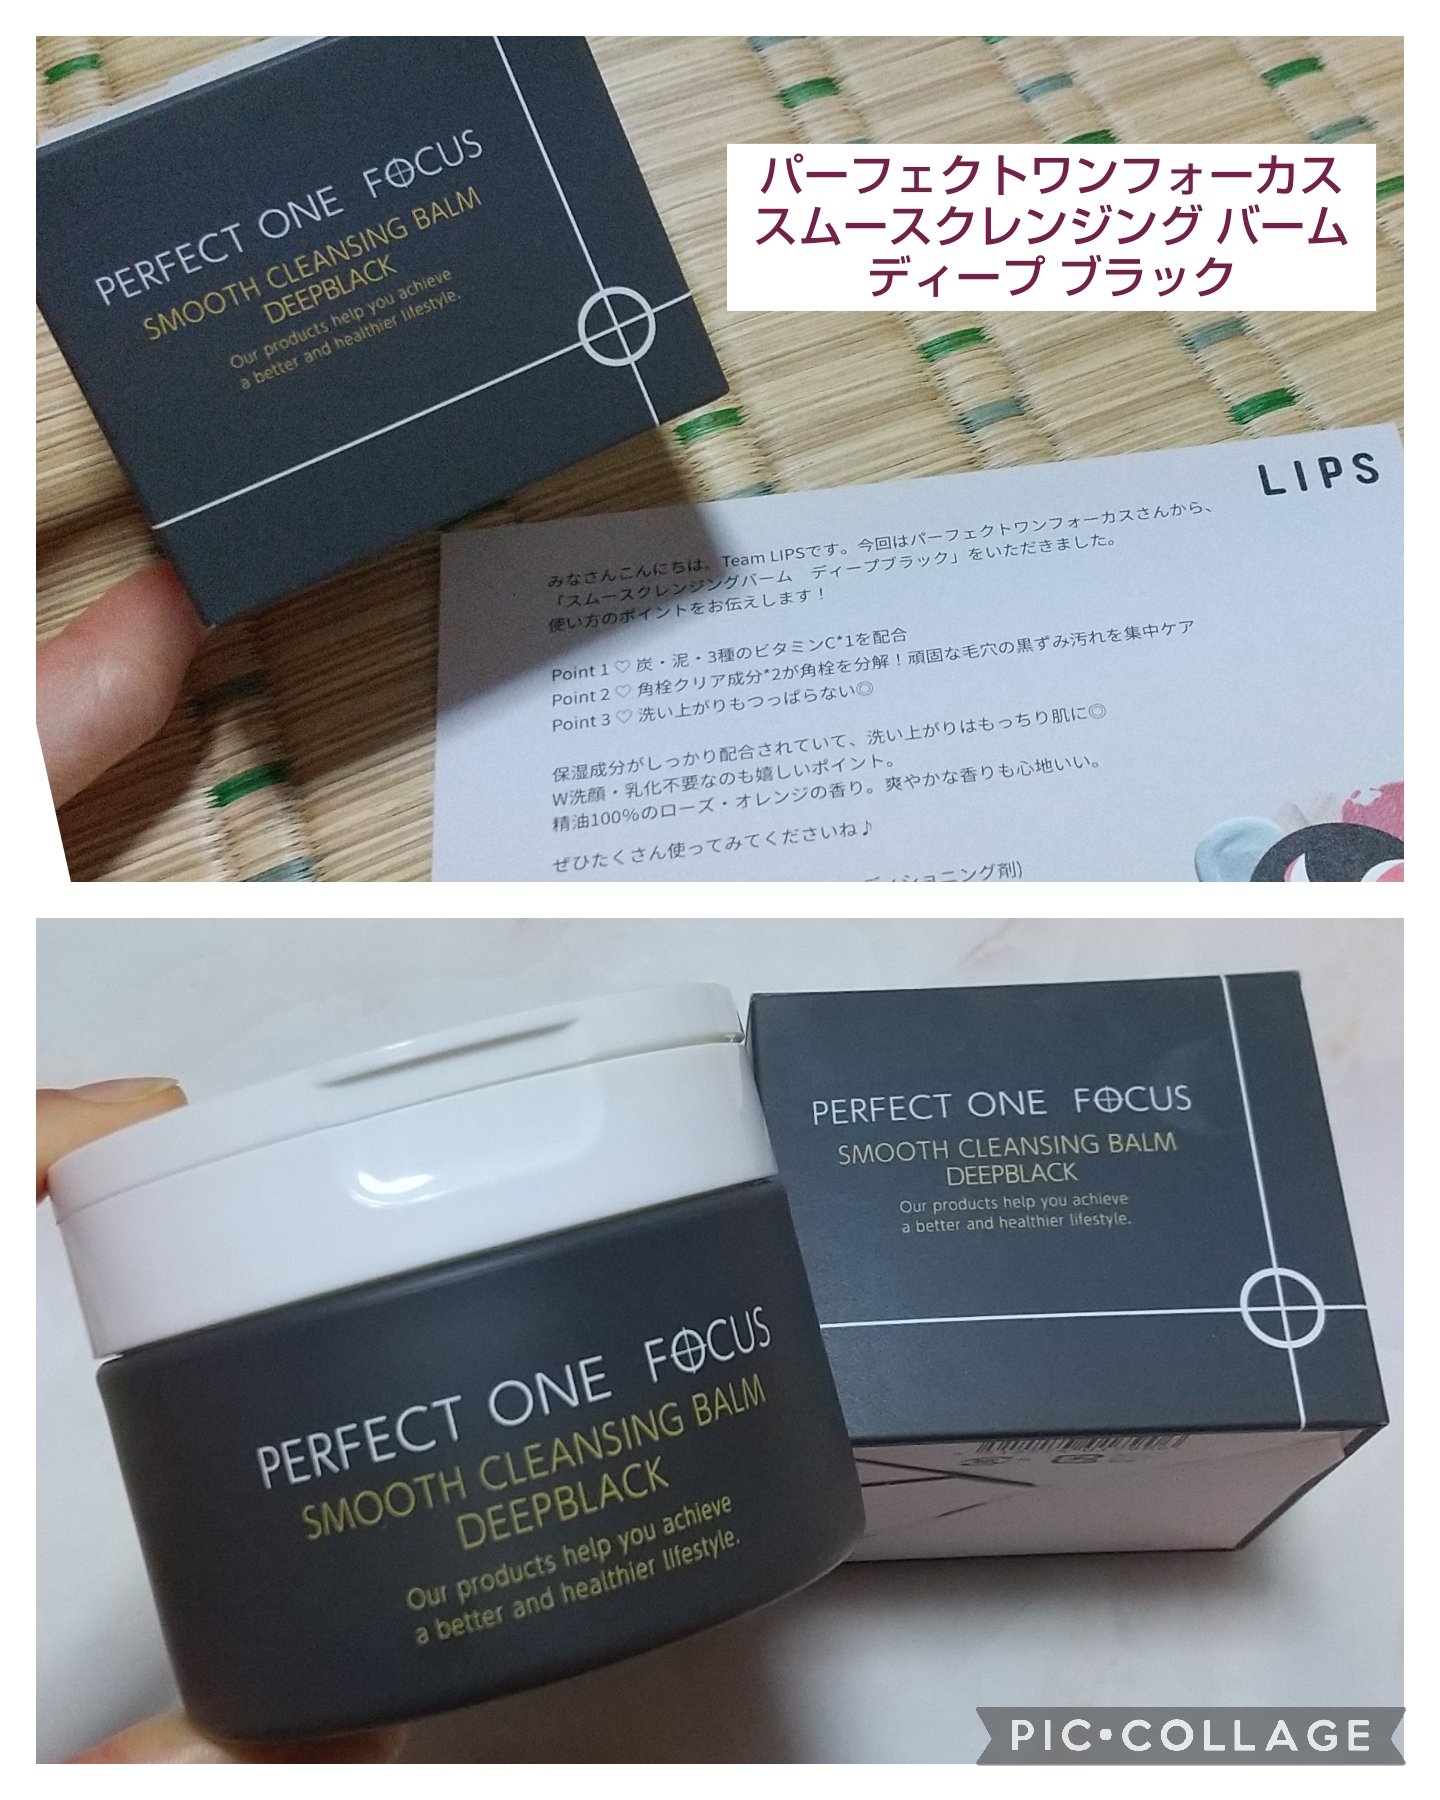 PERFECT ONE FOCUS
SMOOTH CLEANSING BALM
DEEPBLACK
Our products help you achieve
a better and healthier lifestyle.
パーフェクトワンフォーカス
スムースクレンジング バーム
ディープ ブラック
LIPS
みなさんこんにちは、Team LIPSです。今回はパーフェクトワンフォーカスさんから、
「スムースクレンジングバーム　ディープブラック」をいただきました。
使い方のポイントをお伝えします！
Point 1 ♡ 炭・泥・3種のビタミンC*1を配合
Point 2 ♡ 角栓クリア成分*2が角栓を分解！頑固な毛穴の黒ずみ汚れを集中ケア
Point 3 ♡ 洗い上がりもつっぱらない◎
保湿成分がしっかり配合されていて、洗い上がりはもっちり肌に◎
W洗顔・乳化不要なのも嬉しいポイント。
精油100%のローズ・オレンジの香り。爽やかな香りも心地いい。
ぜひたくさん使ってみてくださいね♪
ディショニング剤)
PERFECT ONE FOCUS
SMOOTH CLEANSING BALM
DEEPBLACK
Our products help you achieve
a better and healthier lifestyle.
PERFECT ONE FOCUS
SMOOTH CLEANSING BALM
DEEPBLACK
Our products help you achieve
a better and healthier lifestyle.
PIC•COLLAGE